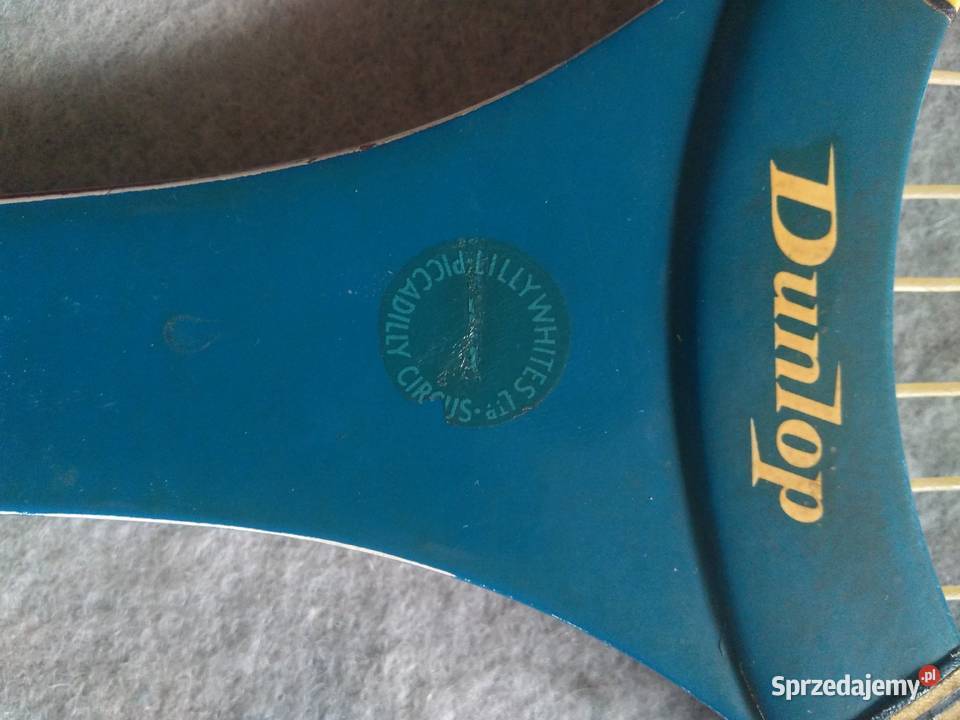 DUNLOP
LILLYWHITES LTD · PICCADILLY CIRCUS ·
Sprzedajemy.pl